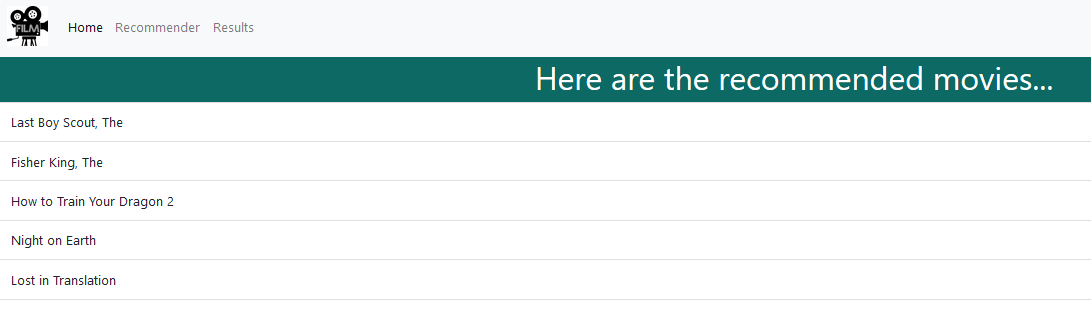 FILM
Home Recommender Results
Here are the recommended movies...
Last Boy Scout, The
Fisher King, The
How to Train Your Dragon 2
Night on Earth
Lost in Translation